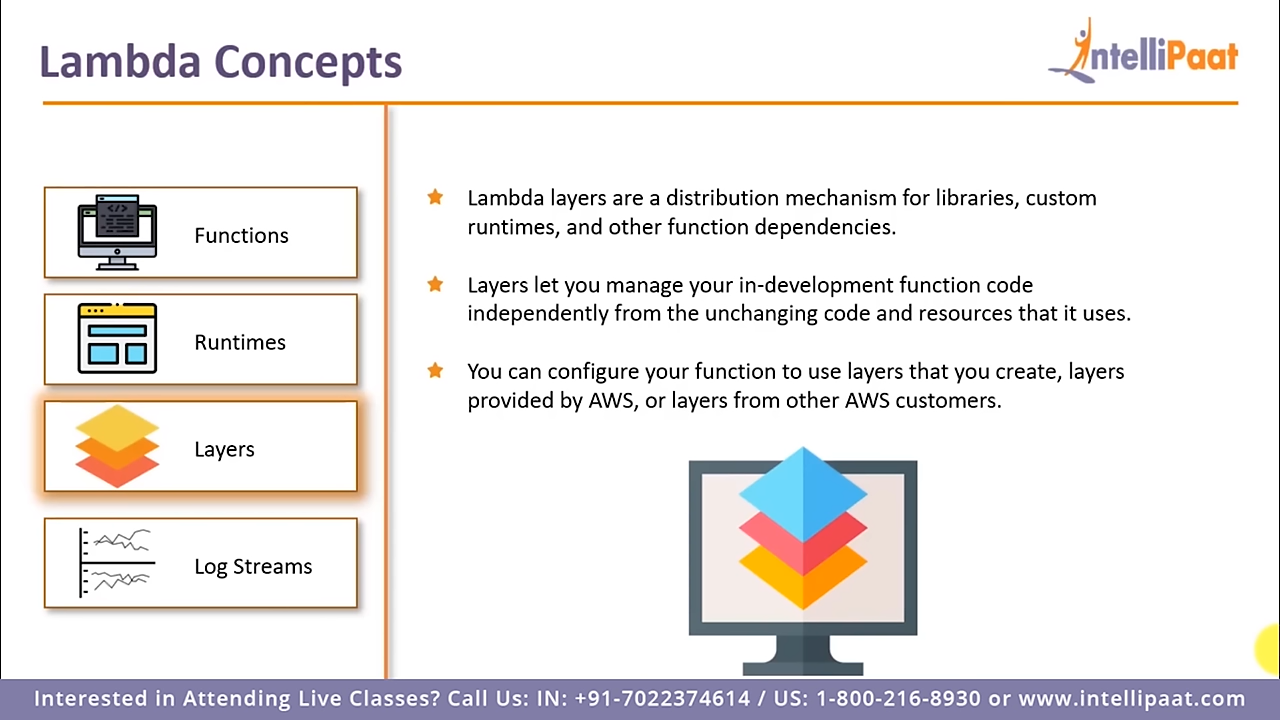 Lambda Concepts
IntelliPaat
Functions
Runtimes
Layers
Log Streams
Lambda layers are a distribution mechanism for libraries, custom
runtimes, and other function dependencies.
Layers let you manage your in-development function code
independently from the unchanging code and resources that it uses.
You can configure your function to use layers that you create, layers
provided by AWS, or layers from other AWS customers.
Interested in Attending Live Classes? Call Us: IN: +91-7022374614 / US: 1-800-216-8930 or www.intellipaat.com